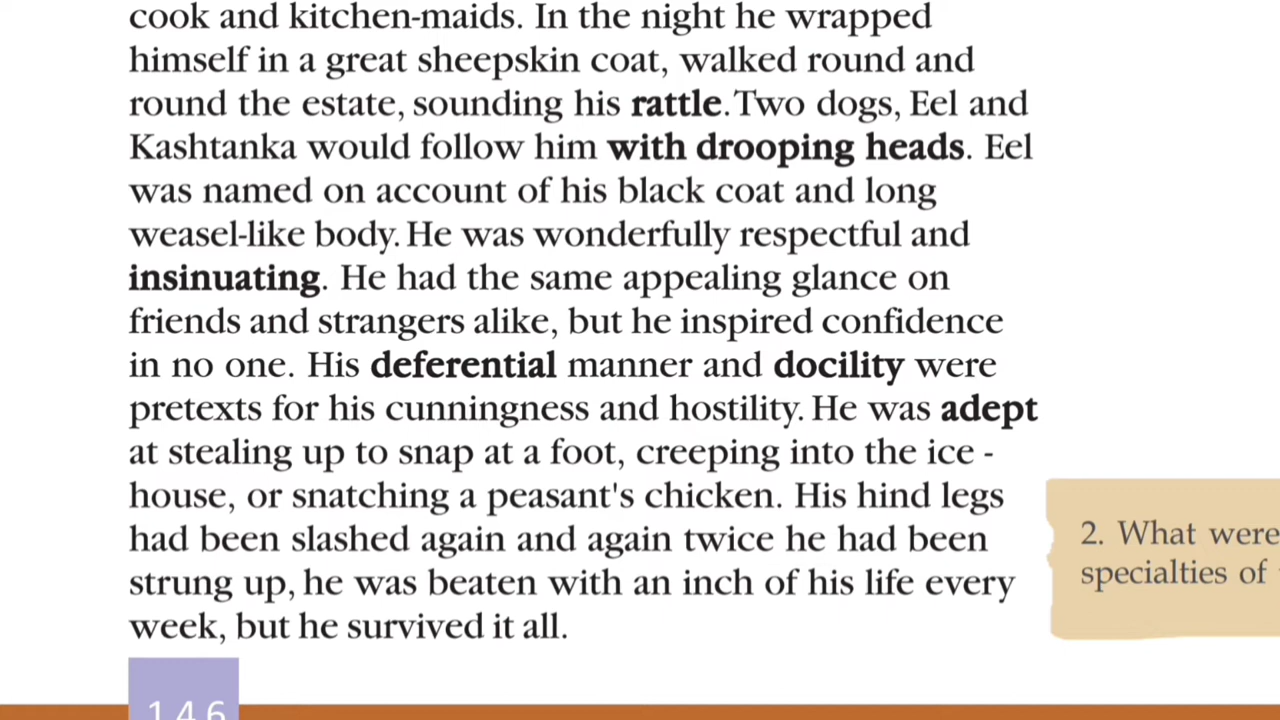 cook and kitchen-maids. In the night he wrapped
himself in a great sheepskin coat, walked round and
round the estate, sounding his rattle. Two dogs, Eel and
Kashtanka would follow him with drooping heads. Eel
was named on account of his black coat and long
weasel-like body. He was wonderfully respectful and
insinuating. He had the same appealing glance on
friends and strangers alike, but he inspired confidence
in no one. His deferential manner and docility were
pretexts for his cunningness and hostility. He was adept
at stealing up to snap at a foot, creeping into the ice -
house, or snatching a peasant's chicken. His hind legs
had been slashed again and again twice he had been
strung up, he was beaten with an inch of his life every
week, but he survived it all.
2. What were
specialties of
146